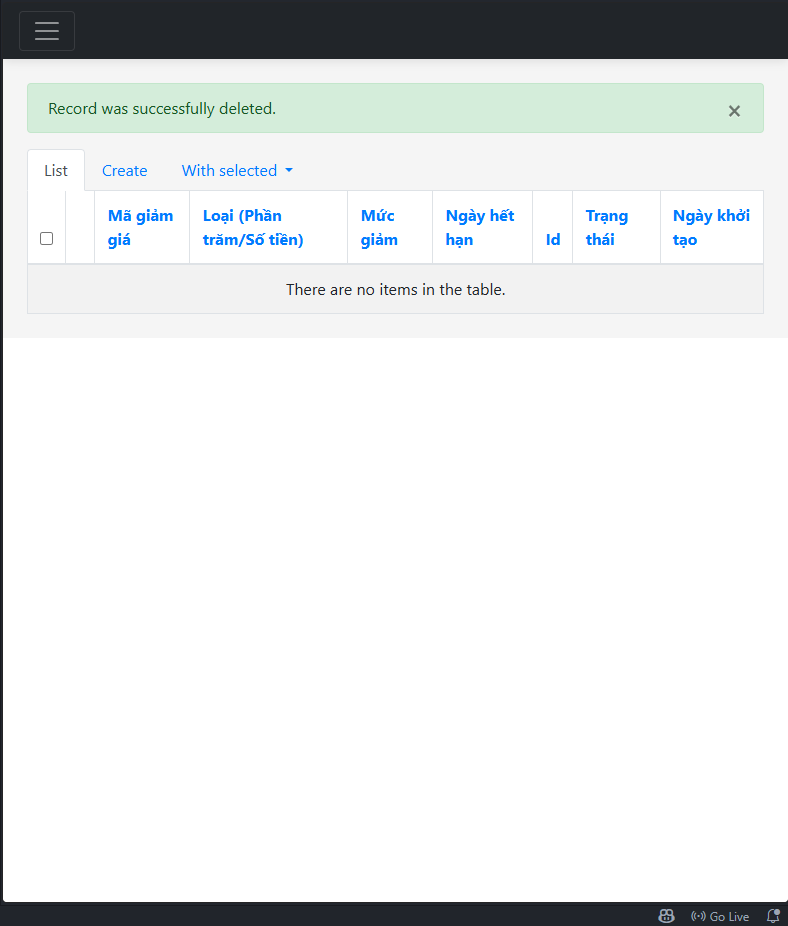 Record was successfully deleted.
×
List Create With selected
Mã giảm giá Loại (Phần trăm/Số tiền) Mức giảm Ngày hết hạn Id Trạng thái Ngày khởi tạo
There are no items in the table.
Go Live